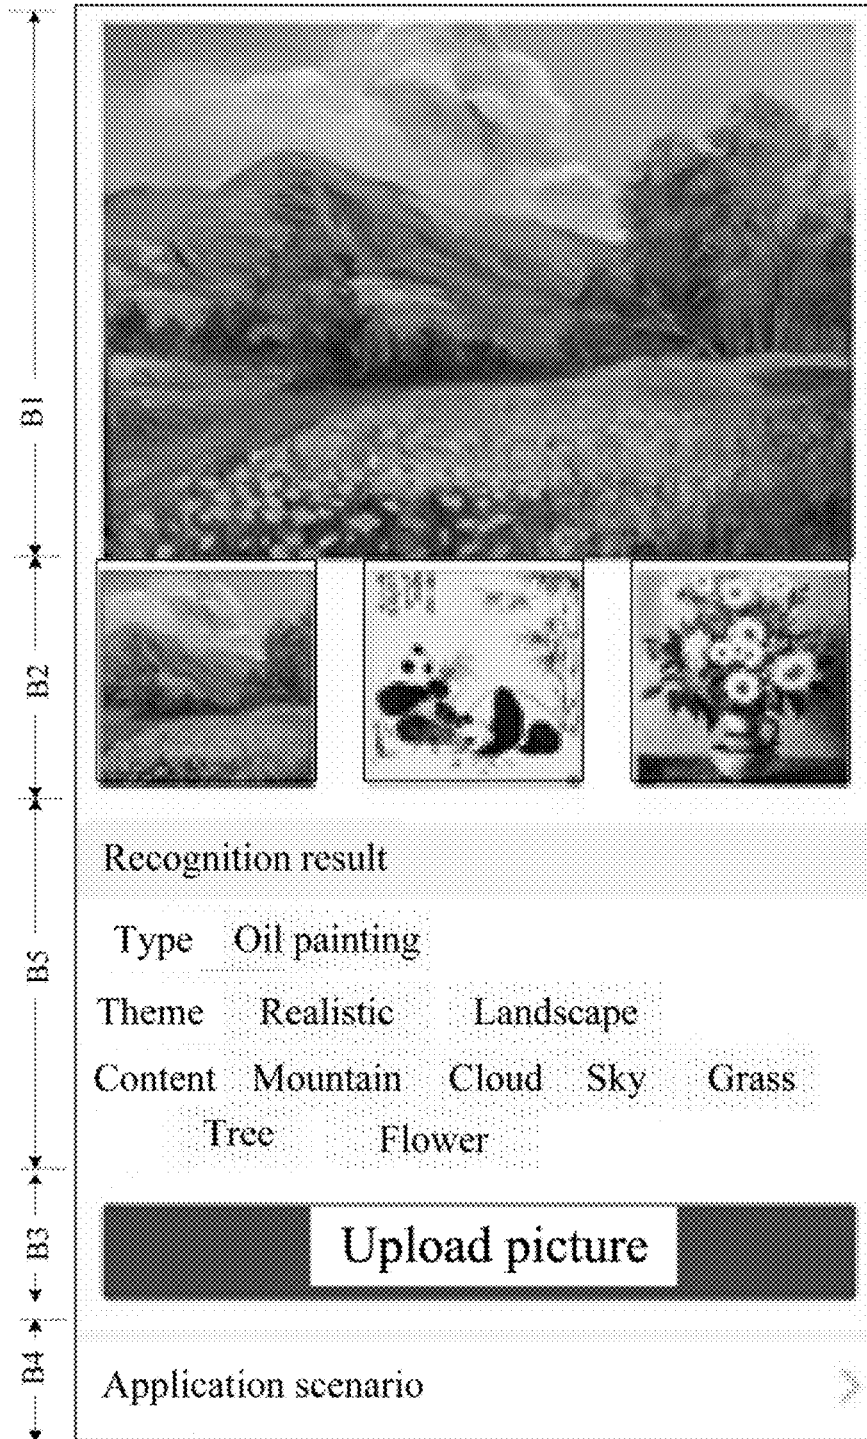 B1
B2
B5
Recognition result
Type Oil painting
Theme Realistic Landscape
Content Mountain Cloud Sky Grass
Tree Flower
B3
Upload picture
B4
Application scenario